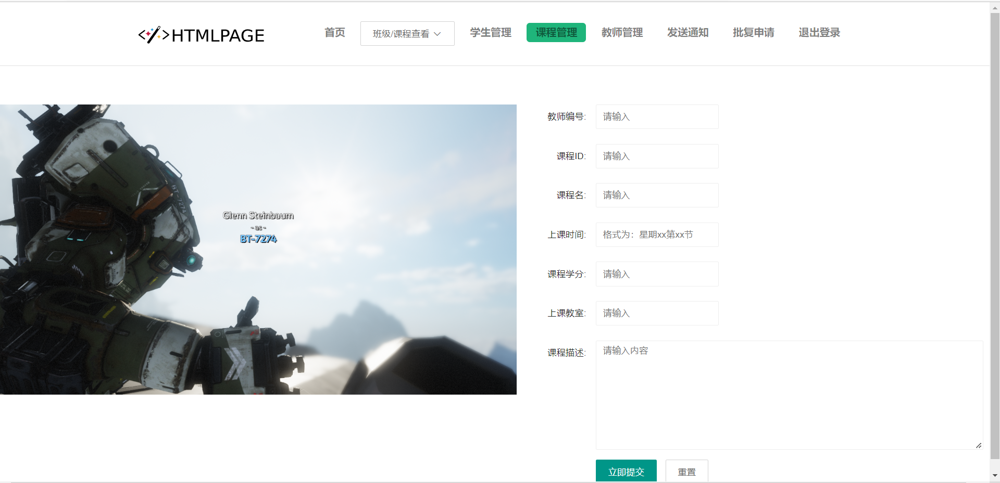 HTMLPAGE
首页
班级/课程查看
学生管理
课程管理
教师管理
发送通知
批复申请
退出登录
Glenn Steinbaum
- as -
BT-7274
BT-7274
教师编号:
请输入
课程ID:
请输入
课程名:
请输入
上课时间:
格式为：星期xx第xx节
课程学分:
请输入
上课教室:
请输入
课程描述:
请输入内容
立即提交
重置